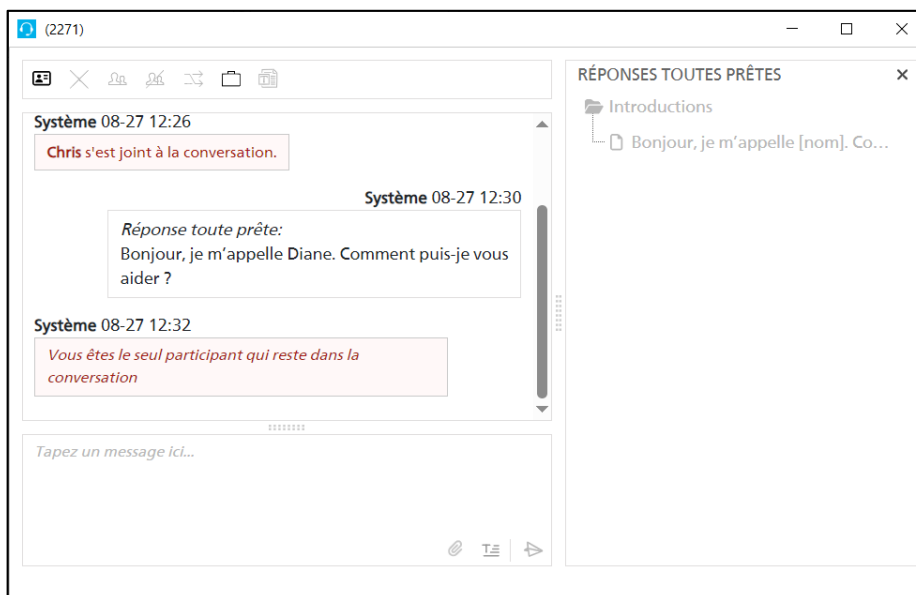 (2271)
Système 08-27 12:26
Chris s'est joint à la conversation.
Système 08-27 12:30
Réponse toute prête:
Bonjour, je m’appelle Diane. Comment puis-je vous
aider ?
Système 08-27 12:32
Vous êtes le seul participant qui reste dans la
conversation
Tapez un message ici...
RÉPONSES TOUTES PRÊTES
Introductions
Bonjour, je m’appelle [nom]. Co...